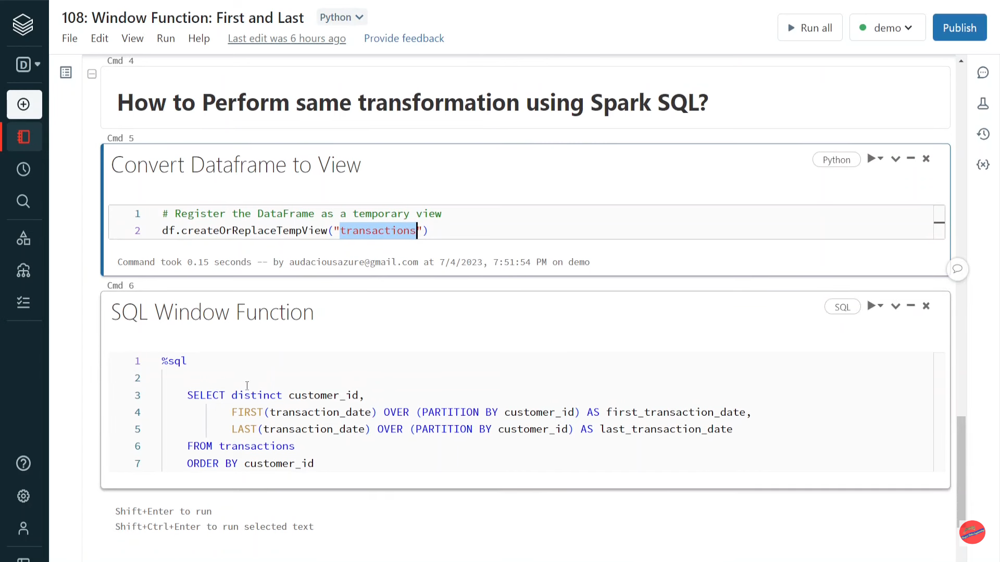 108: Window Function: First and Last
Python
File Edit View Run Help Last edit was 6 hours ago Provide feedback
Run all
demo
Publish
D
Cmd 4
How to Perform same transformation using Spark SQL?
Cmd 5
Convert Dataframe to View
Python
1 # Register the DataFrame as a temporary view
2 df.createOrReplaceTempView("transactions")
Command took 0.15 seconds -- by audaciousazure@gmail.com at 7/4/2023, 7:51:54 PM on demo
Cmd 6
SQL Window Function
SQL
1 %sql
2
3 SELECT distinct customer_id,
4 FIRST(transaction_date) OVER (PARTITION BY customer_id) AS first_transaction_date,
5 LAST(transaction_date) OVER (PARTITION BY customer_id) AS last_transaction_date
6 FROM transactions
7 ORDER BY customer_id
Shift+Enter to run
Shift+Ctrl+Enter to run selected text